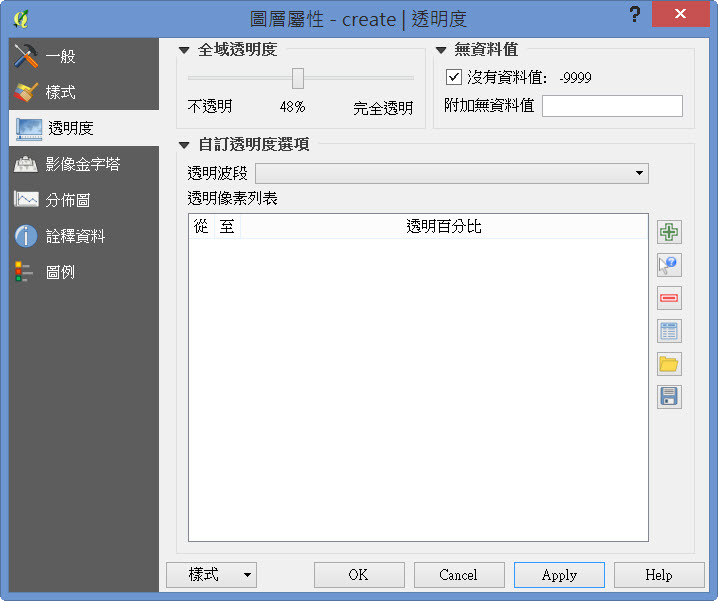 圖層屬性 - create | 透明度
?
一般
樣式
透明度
影像金字塔
分佈圖
詮釋資料
圖例
全域透明度
不透明 48% 完全透明
無資料值
沒有資料值: -9999
附加無資料值
自訂透明度選項
透明波段
透明像素列表
從 至 透明百分比
樣式 OK Cancel Apply Help